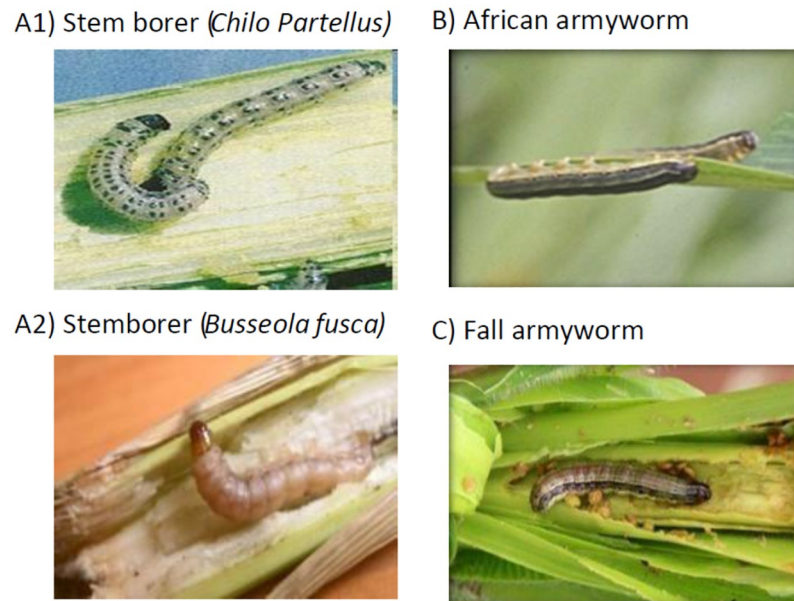 A1) Stem borer (Chilo Partellus)
B) African armyworm
A2) Stemborer (Busseola fusca)
C) Fall armyworm